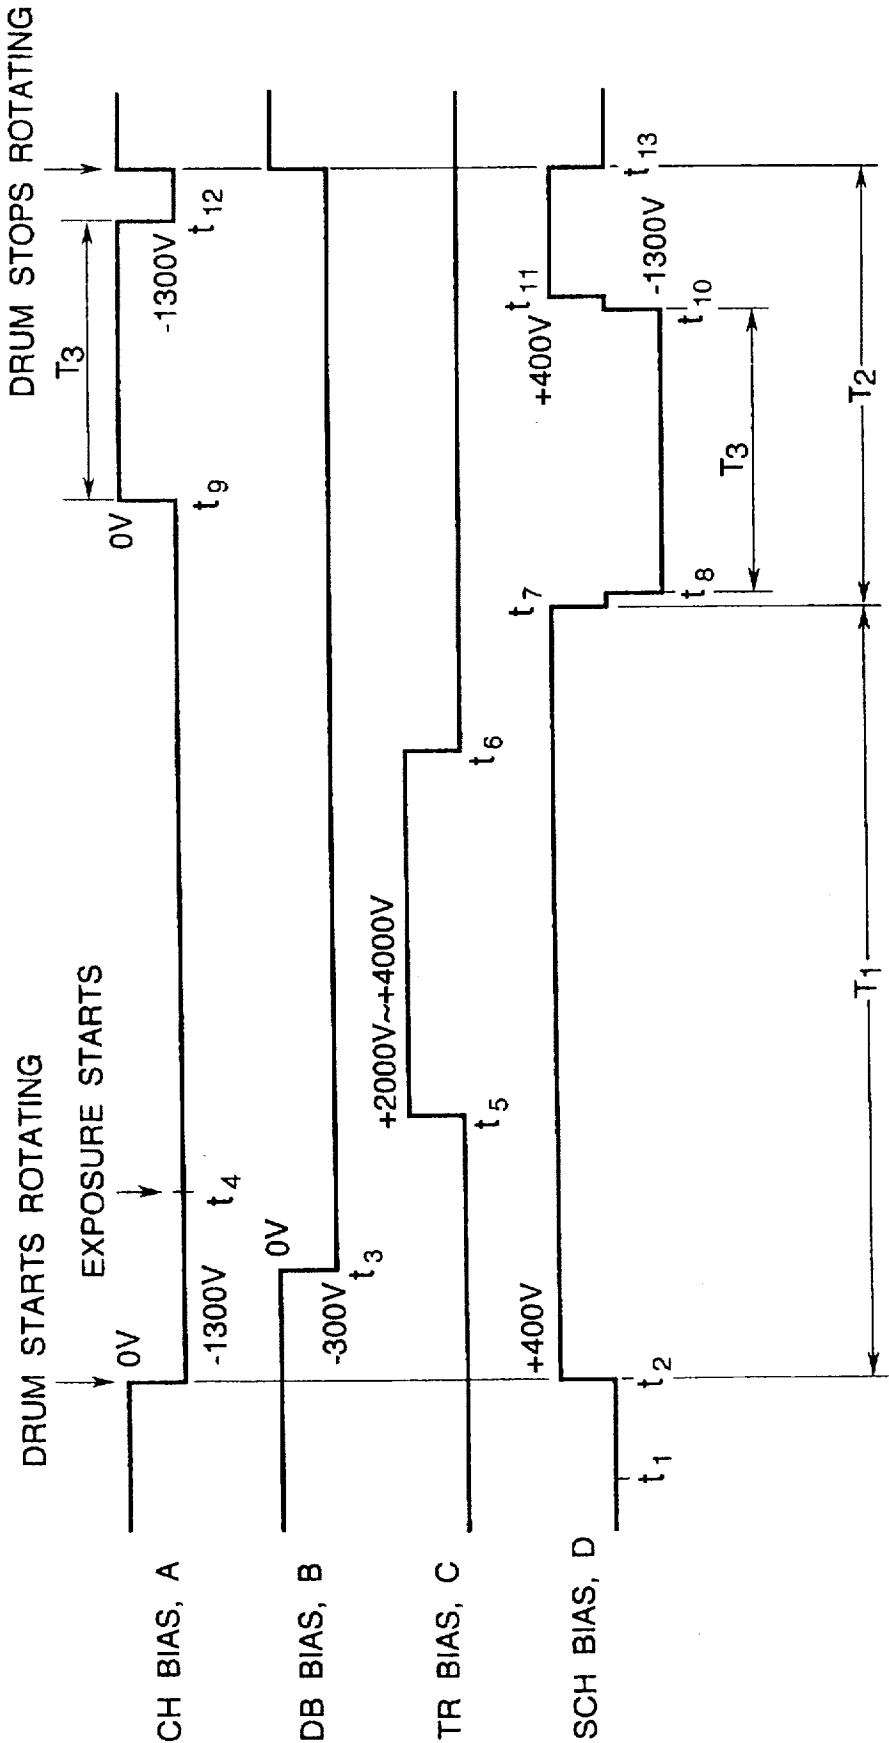 DRUM STARTS ROTATING
DRUM STOPS ROTATING
EXPOSURE STARTS
T3
CH BIAS, A
0V
-1300V
t4
0V
t9
-1300V
t12
DB BIAS, B
0V
-300V
t3
TR BIAS, C
+2000V~+4000V
t5
t6
SCH BIAS, D
t1
+400V
t2
t7
t8
+400V
t11
-1300V
t10
t13
T3
T1
T2